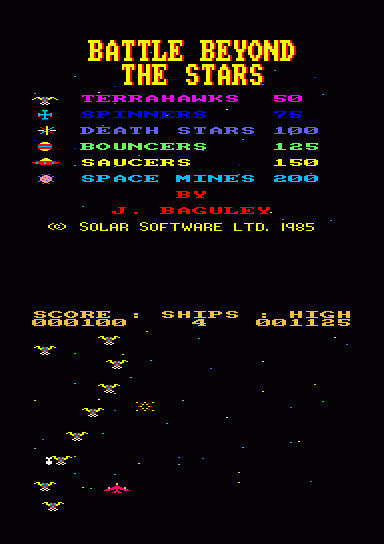 BATTLE BEYOND
THE STARS
TERRAHAWKS 50
SPINNERS 75
DEATH STARS 100
BOUNCERS 125
SAUCERS 150
SPACE MINES 200
BY
J. BAGULEY
©© SOLAR SOFTWARE LTD. 1985
SCORE : SHIPS : HIGH
000100 4 001125